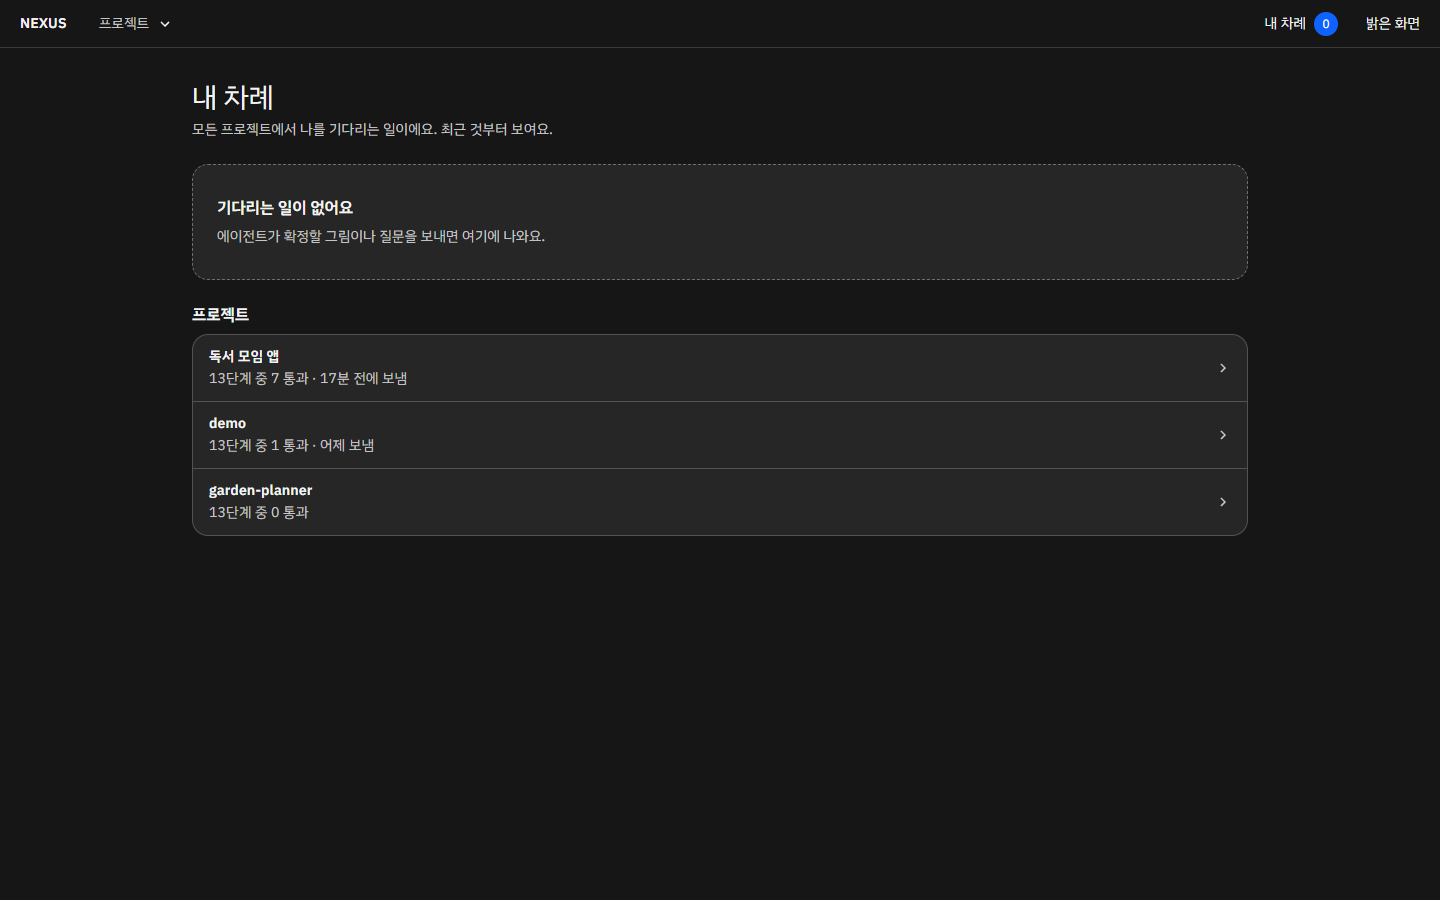 NEXUS 프로젝트 내 차례 0 밝은 화면
내 차례
모든 프로젝트에서 나를 기다리는 일이에요. 최근 것부터 보여요.
기다리는 일이 없어요
에이전트가 확정할 그림이나 질문을 보내면 여기에 나와요.
프로젝트
독서 모임 앱
13단계 중 7 통과 · 17분 전에 보냄
demo
13단계 중 1 통과 · 어제 보냄
garden-planner
13단계 중 0 통과